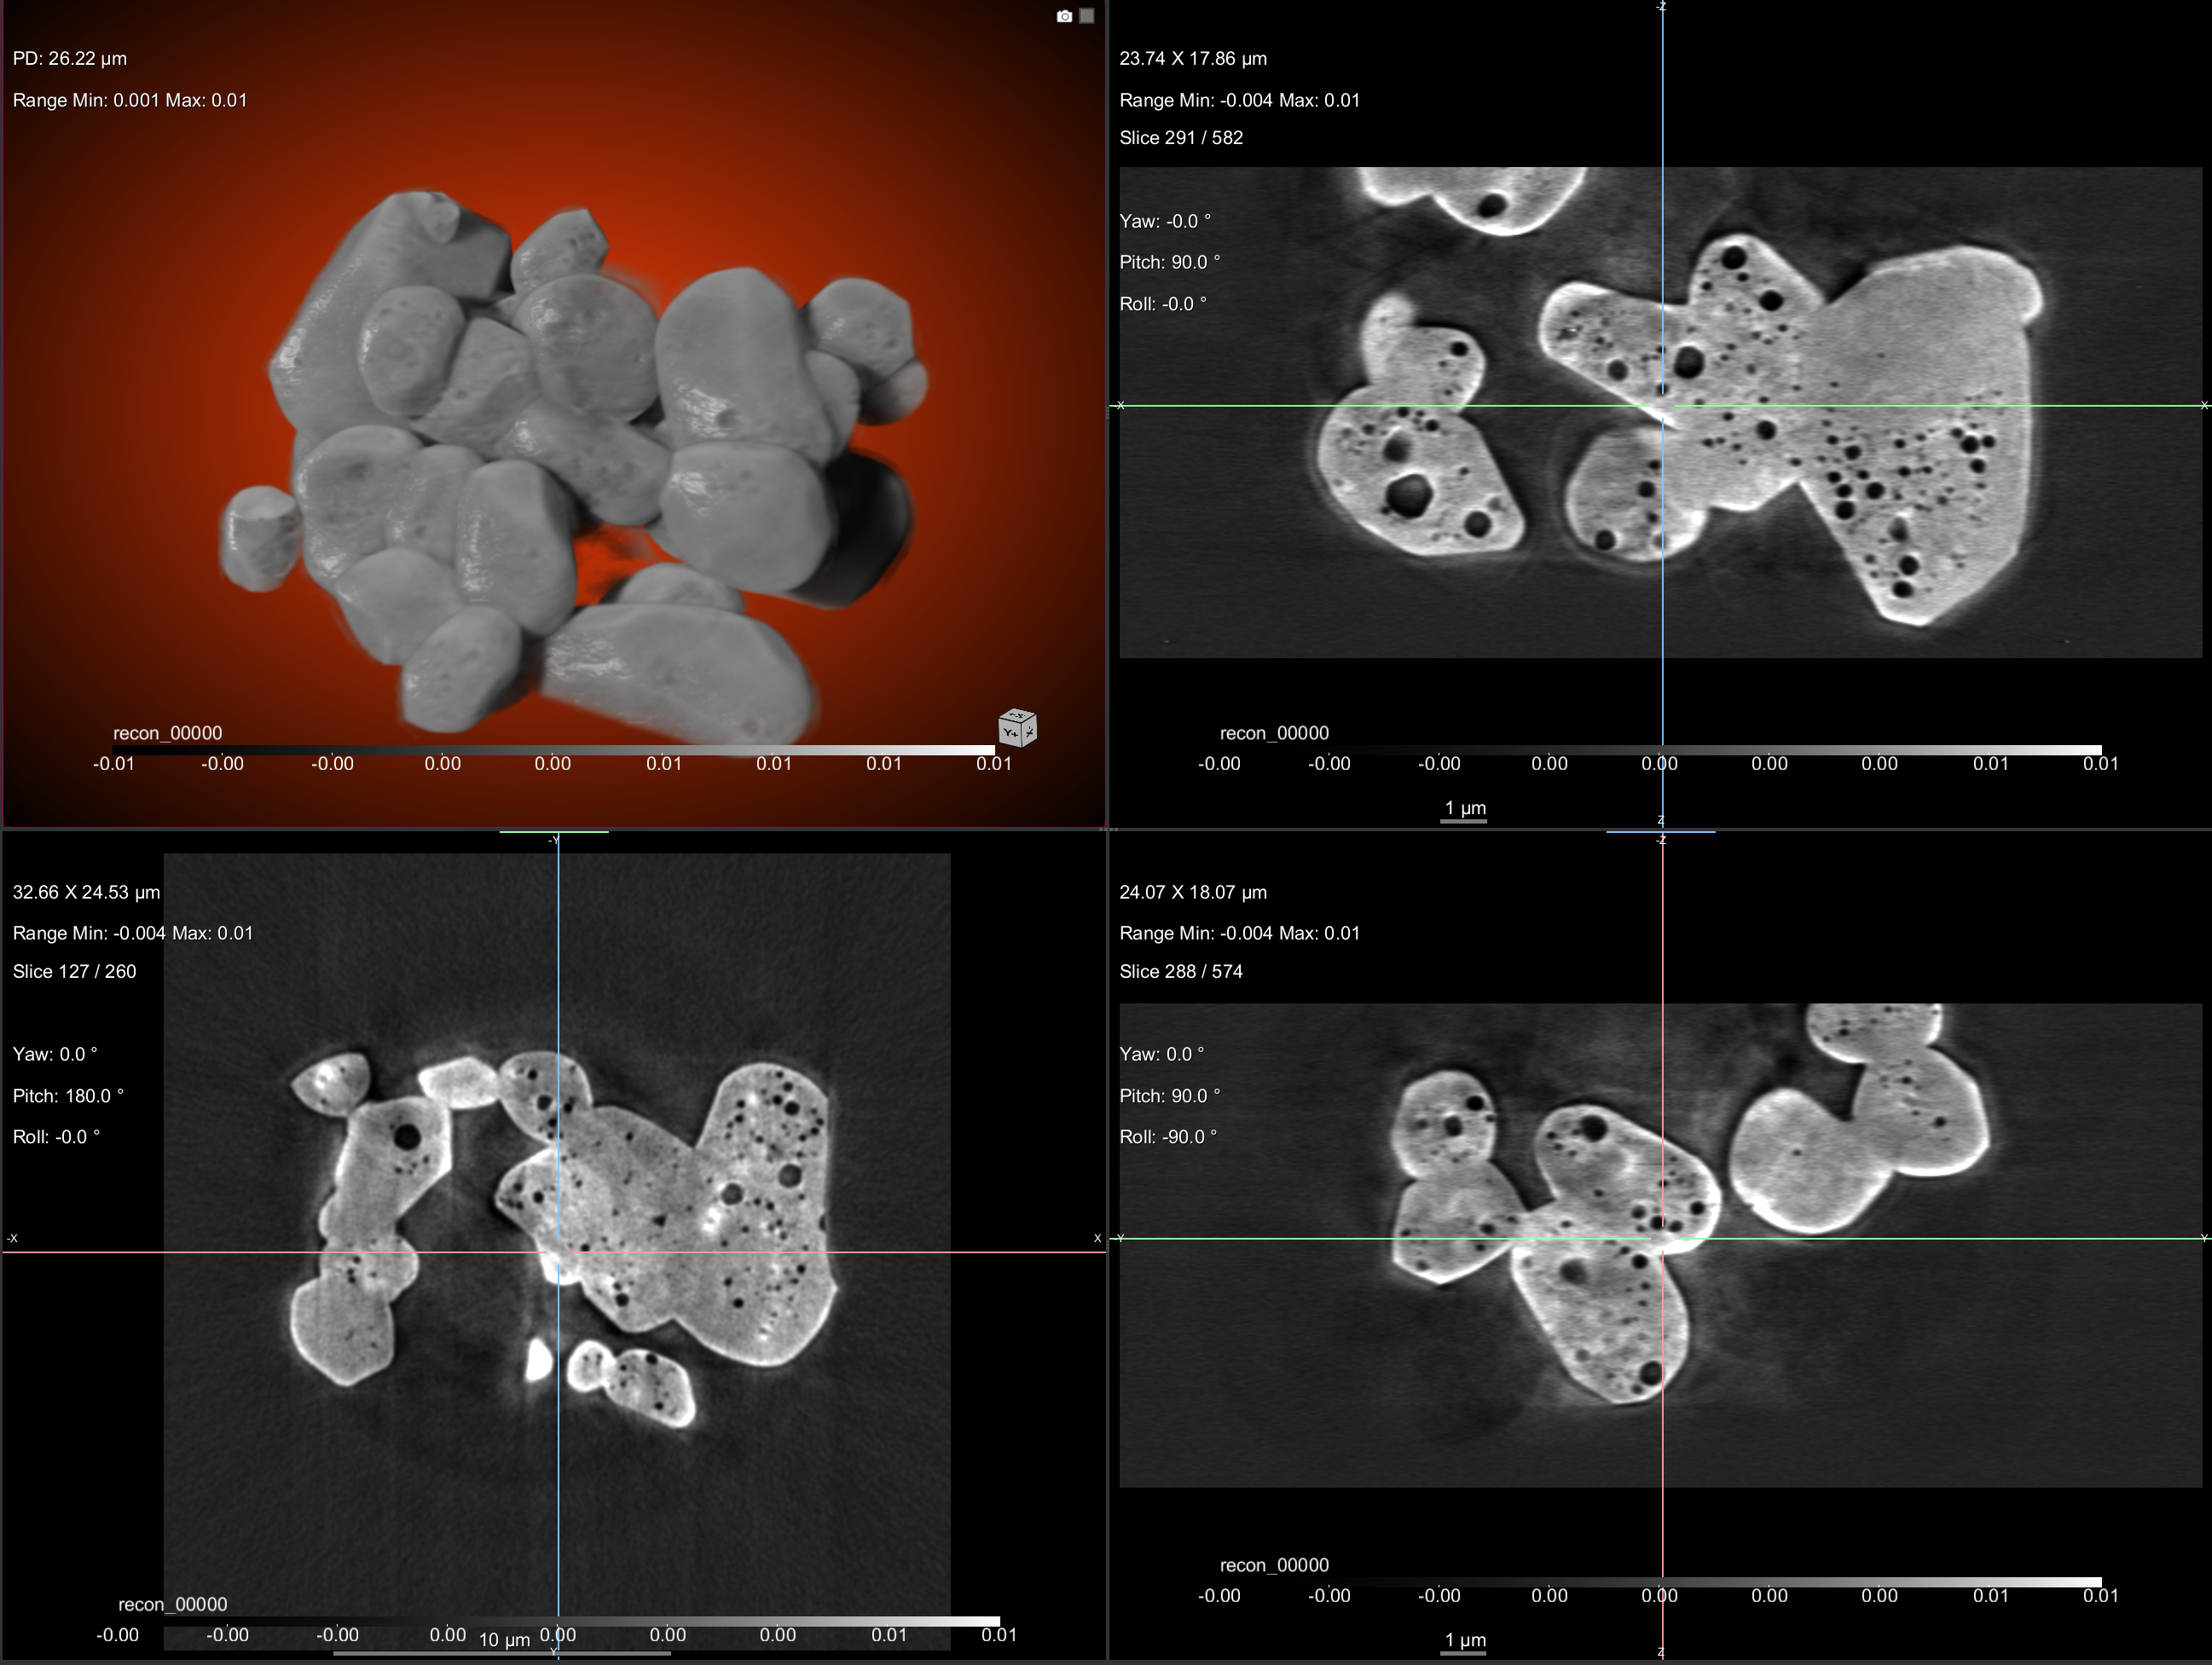 PD: 26.22 µm
Range Min: 0.001 Max: 0.01
recon_00000
-0.01 -0.00 -0.00 0.00 0.00 0.01 0.01 0.01 0.01
Y+
-Z
23.74 X 17.86 µm
Range Min: -0.004 Max: 0.01
Slice 291 / 582
Yaw: -0.0 °
Pitch: 90.0 °
Roll: -0.0 °
-X X
recon_00000
-0.00 -0.00 -0.00 0.00 0.00 0.00 0.00 0.01 0.01
1 µm
Z
-Y
32.66 X 24.53 µm
Range Min: -0.004 Max: 0.01
Slice 127 / 260
Yaw: 0.0 °
Pitch: 180.0 °
Roll: -0.0 °
-X X
recon_00000
-0.00 -0.00 -0.00 0.00 0.00 0.00 0.00 0.01 0.01
10 µm
Y
-Z
24.07 X 18.07 µm
Range Min: -0.004 Max: 0.01
Slice 288 / 574
Yaw: 0.0 °
Pitch: 90.0 °
Roll: -90.0 °
-Y Y
recon_00000
-0.00 -0.00 -0.00 0.00 0.00 0.00 0.00 0.01 0.01
1 µm
Z